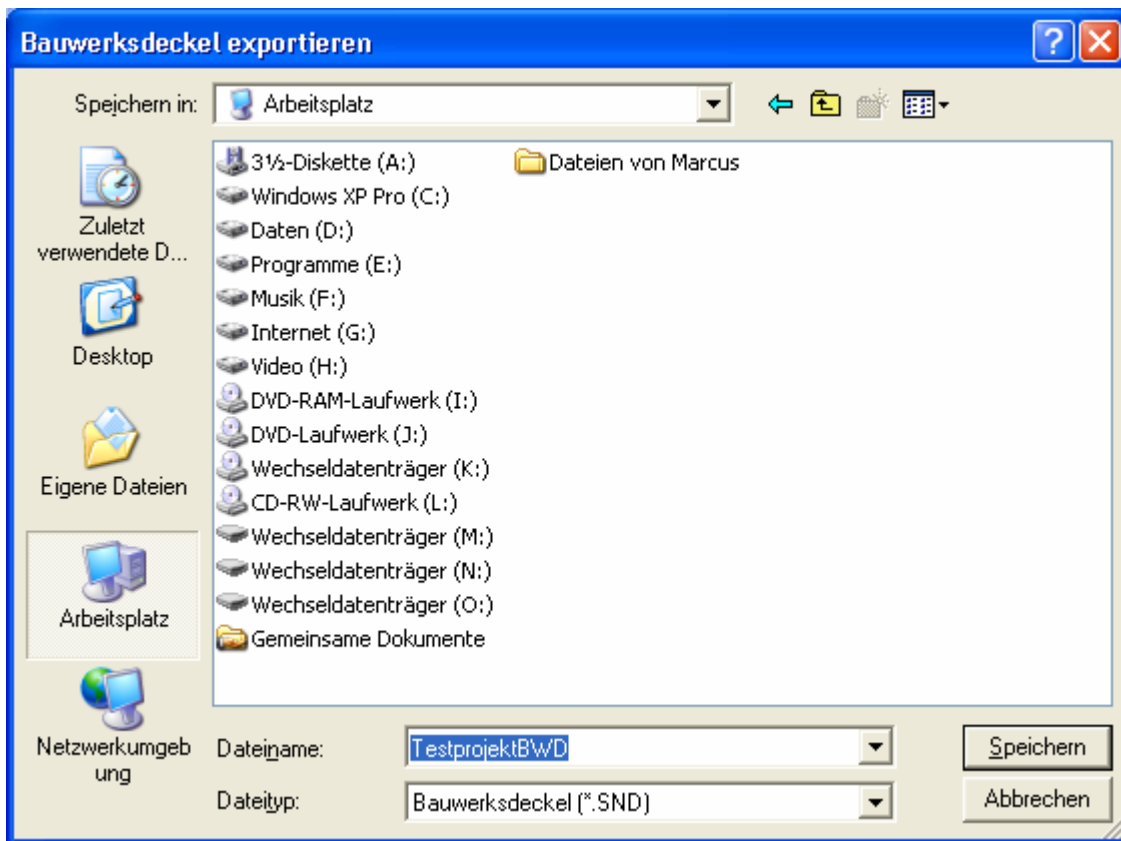 Bauwerksdeckel exportieren
Speichern in:
Arbeitsplatz
3½-Diskette (A:)
Windows XP Pro (C:)
Daten (D:)
Programme (E:)
Musik (F:)
Internet (G:)
Video (H:)
DVD-RAM-Laufwerk (I:)
DVD-Laufwerk (J:)
Wechseldatenträger (K:)
CD-RW-Laufwerk (L:)
Wechseldatenträger (M:)
Wechseldatenträger (N:)
Wechseldatenträger (O:)
Gemeinsame Dokumente
Dateien von Marcus
Zuletzt
verwendete D...
Desktop
Eigene Dateien
Arbeitsplatz
Netzwerkumgeb
ung
Dateiname:
TestprojektBWD
Speichern
Dateityp:
Bauwerksdeckel (*.SND)
Abbrechen